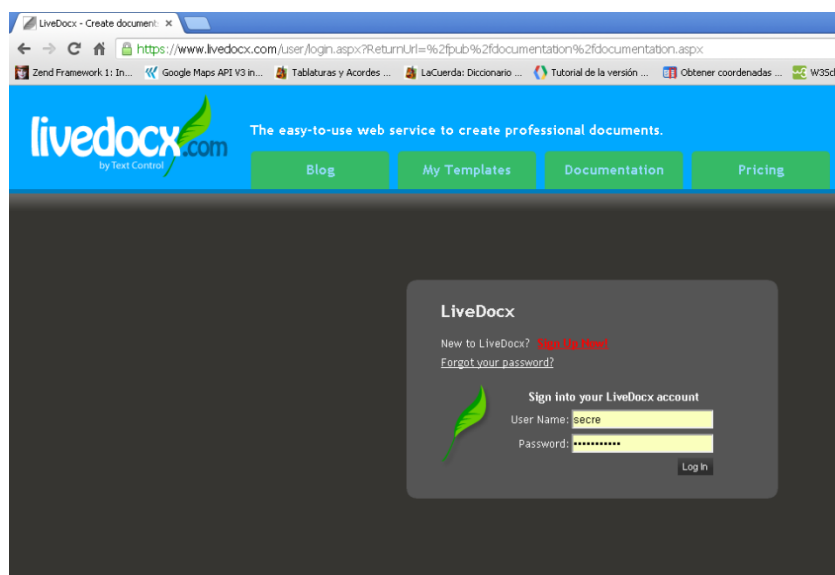 LiveDocx - Create document
https://www.livedocx.com/user/login.aspx?ReturnUrl=%2fpub%2fdocumentation%2fdocumentation.aspx
Zend Framework 1: In... Google Maps API V3 in... Tablaturas y Acordes ... LaCuerda: Diccionario ... Tutorial de la versión ... Obtener coordenadas ...
livedocx.com
by Text Control
The easy-to-use web service to create professional documents.
Blog My Templates Documentation Pricing
LiveDocx
New to LiveDocx? Sign Up Now!
Forgot your password?
Sign into your LiveDocx account
User Name: secre
Password: •••••••••••
Log In